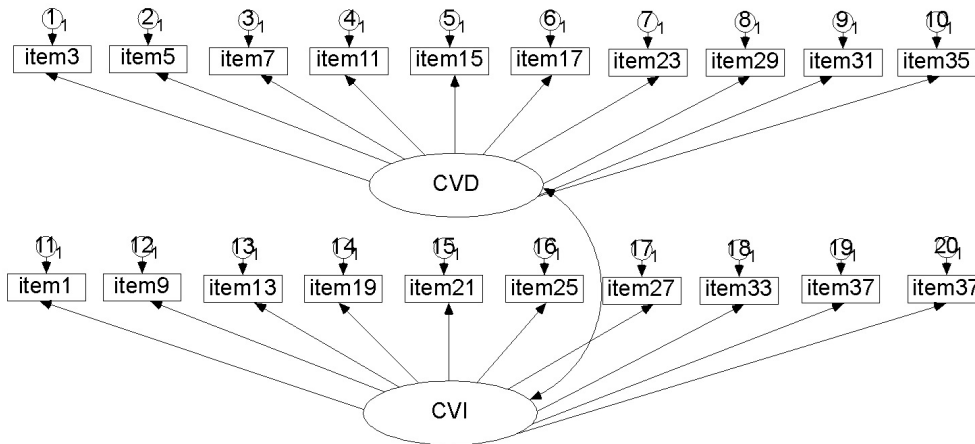 1 2 3 4 5 6 7 8 9 10
1 1 1 1 1 1 1 1 1 1
item3 item5 item7 item11 item15 item17 item23 item29 item31 item35
CVD
11 12 13 14 15 16 17 18 19 20
1 1 1 1 1 1 1 1 1 1
item1 item9 item13 item19 item21 item25 item27 item33 item37 item37
CVI